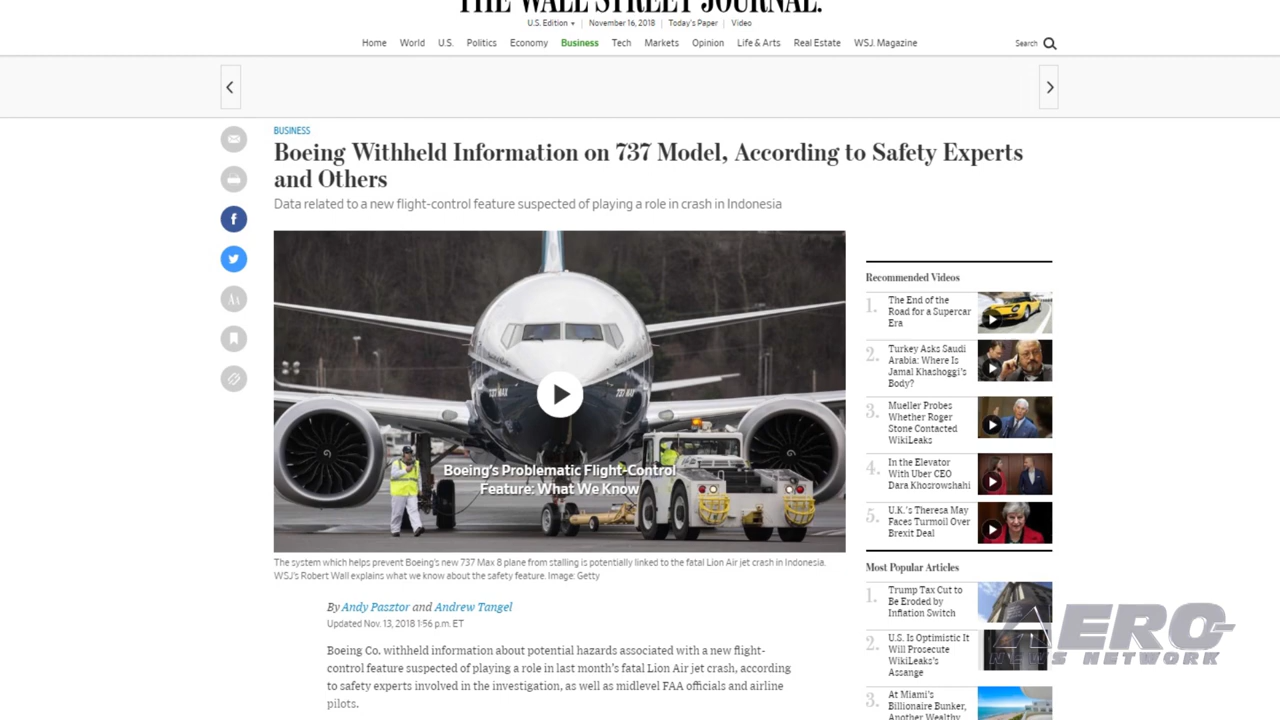 THE WALL STREET JOURNAL.
U.S. Edition | November 16, 2018 | Today's Paper | Video
Home World U.S. Politics Economy Business Tech Markets Opinion Life & Arts Real Estate WSJ. Magazine
Search
BUSINESS
Boeing Withheld Information on 737 Model, According to Safety Experts
and Others
Data related to a new flight-control feature suspected of playing a role in crash in Indonesia
737 MAX
737 MAX
Boeing's Problematic Flight-Control
Feature: What We Know
The system which helps prevent Boeing's new 737 Max 8 plane from stalling is potentially linked to the fatal Lion Air jet crash in Indonesia.
WSJ's Robert Wall explains what we know about the safety feature. Image: Getty
By Andy Pasztor and Andrew Tangel
Updated Nov. 13, 2018 1:56 p.m. ET
Boeing Co. withheld information about potential hazards associated with a new flight-
control feature suspected of playing a role in last month's fatal Lion Air jet crash, according
to safety experts involved in the investigation, as well as midlevel FAA officials and airline
pilots.
Recommended Videos
1. The End of the
Road for a Supercar
Era
2. Turkey Asks Saudi
Arabia: Where Is
Jamal Khashoggi's
Body?
3. Mueller Probes
Whether Roger
Stone Contacted
WikiLeaks
4. In the Elevator
With Uber CEO
Dara Khosrowshahi
5. U.K.'s Theresa May
Faces Turmoil Over
Brexit Deal
Most Popular Articles
1. Trump Tax Cut to
Be Eroded by
Inflation Switch
2. U.S. Is Optimistic It
Will Prosecute
WikiLeaks's
Assange
3. At Miami's
Billionaire Bunker,
Another Wealthy
AERO-
NEWS NETWORK